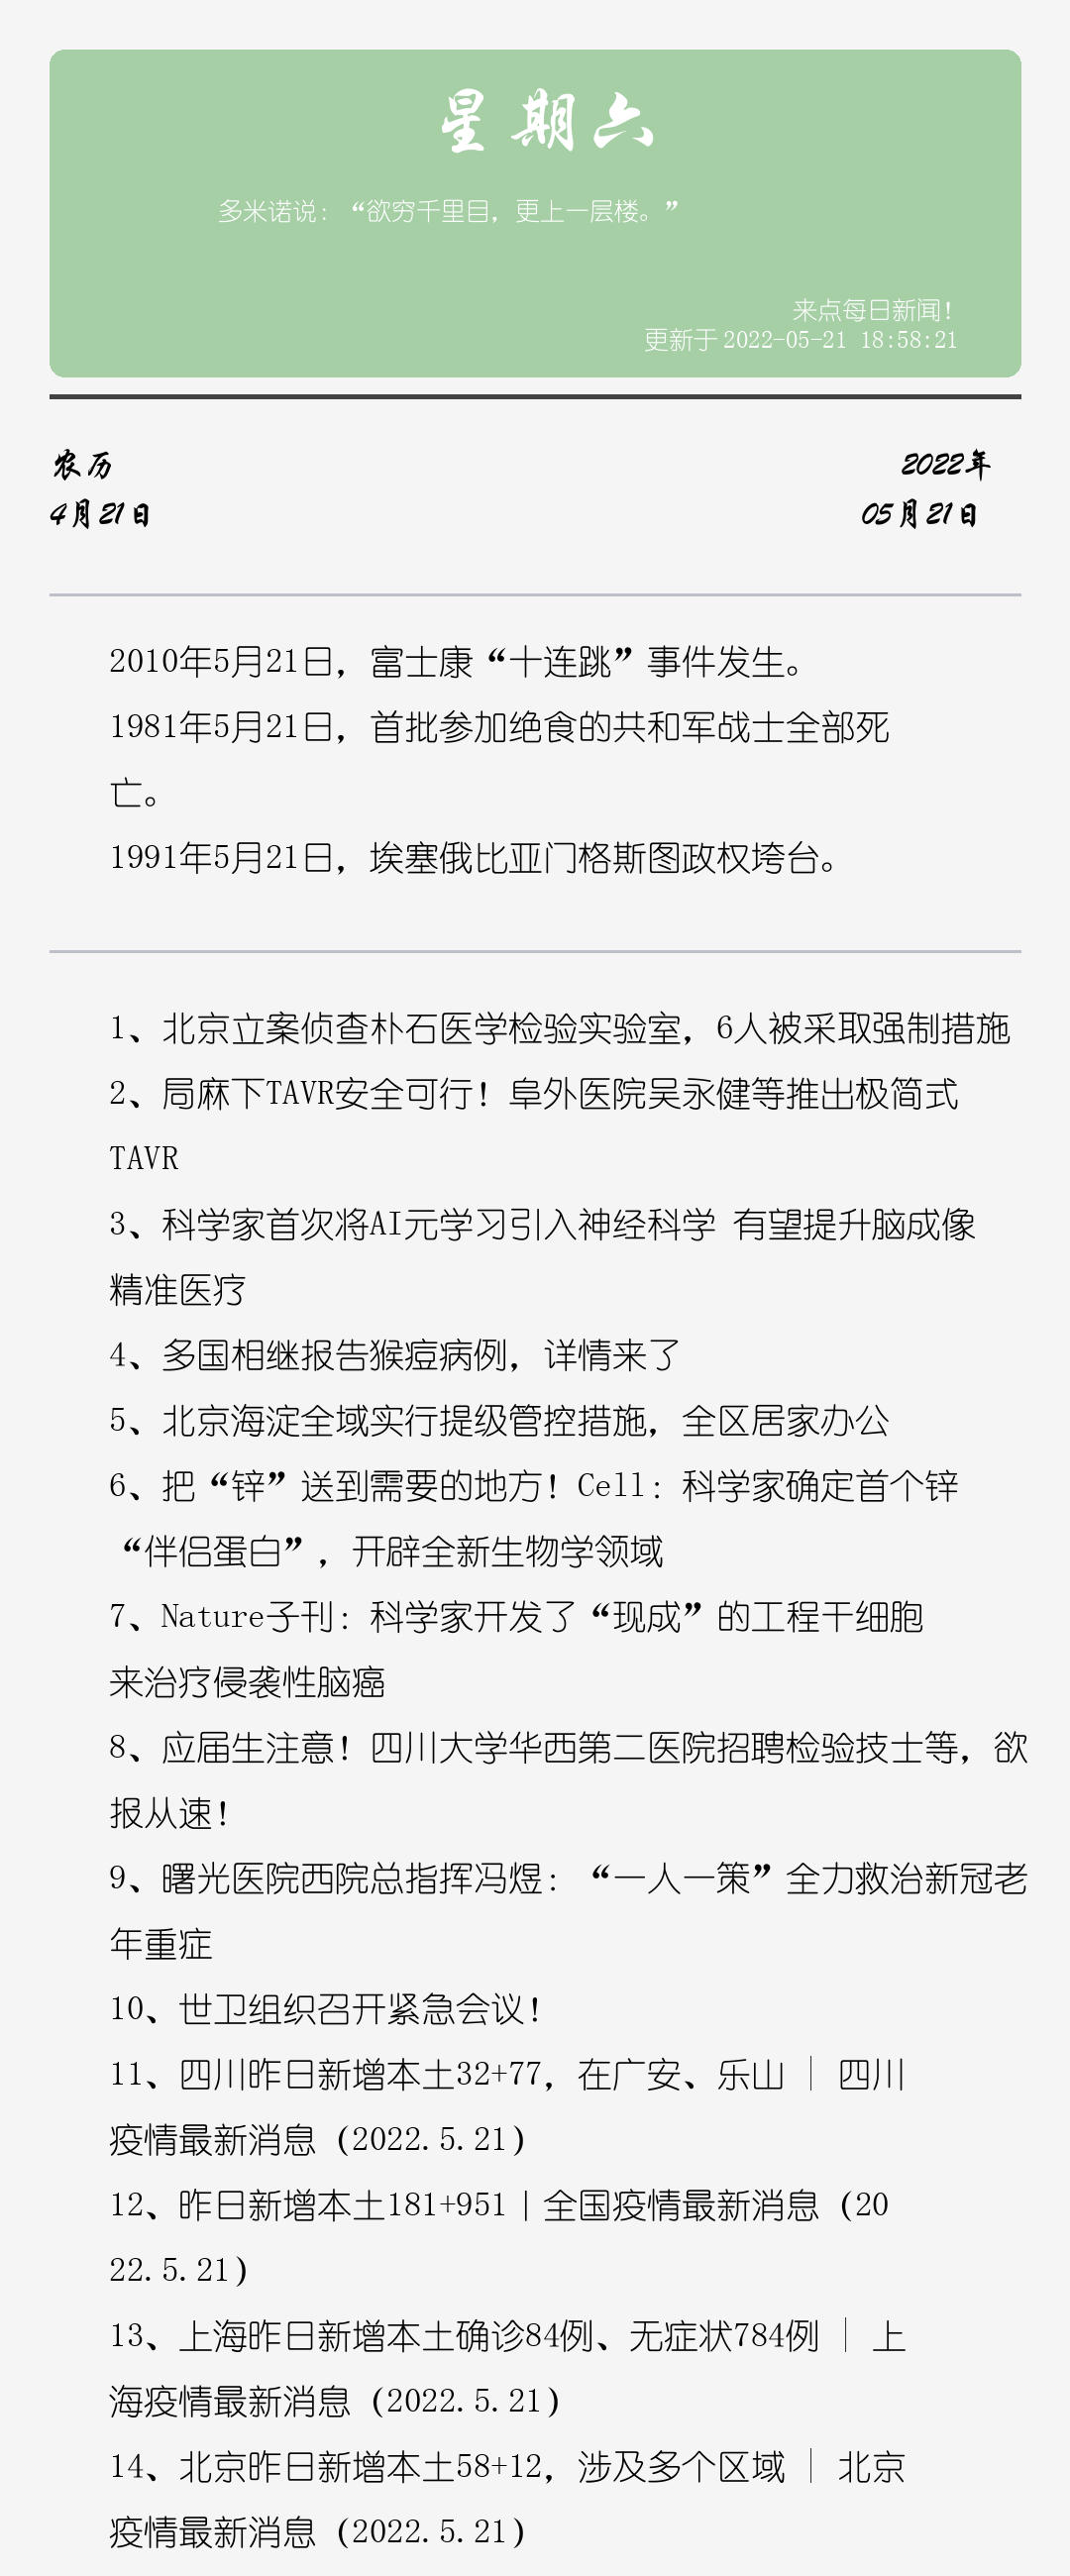 星期六
多米诺说：“欲穷千里目，更上一层楼。”
来点每日新闻！
更新于 2022-05-21 18:58:21
农历
4月21日
2022年
05月21日
2010年5月21日，富士康“十连跳”事件发生。
1981年5月21日，首批参加绝食的共和军战士全部死
亡。
1991年5月21日，埃塞俄比亚门格斯图政权垮台。
1、北京立案侦查朴石医学检验实验室，6人被采取强制措施
2、局麻下TAVR安全可行！阜外医院吴永健等推出极简式
TAVR
3、科学家首次将AI元学习引入神经科学 有望提升脑成像
精准医疗
4、多国相继报告猴痘病例，详情来了
5、北京海淀全域实行提级管控措施，全区居家办公
6、把“锌”送到需要的地方！Cell：科学家确定首个锌
“伴侣蛋白”，开辟全新生物学领域
7、Nature子刊：科学家开发了“现成”的工程干细胞
来治疗侵袭性脑癌
8、应届生注意！四川大学华西第二医院招聘检验技士等，欲
报从速！
9、曙光医院西院总指挥冯煜：“一人一策”全力救治新冠老
年重症
10、世卫组织召开紧急会议！
11、四川昨日新增本土32+77，在广安、乐山｜四川
疫情最新消息（2022.5.21）
12、昨日新增本土181+951 | 全国疫情最新消息（20
22.5.21）
13、上海昨日新增本土确诊84例、无症状784例｜上
海疫情最新消息（2022.5.21）
14、北京昨日新增本土58+12，涉及多个区域｜北京
疫情最新消息（2022.5.21）